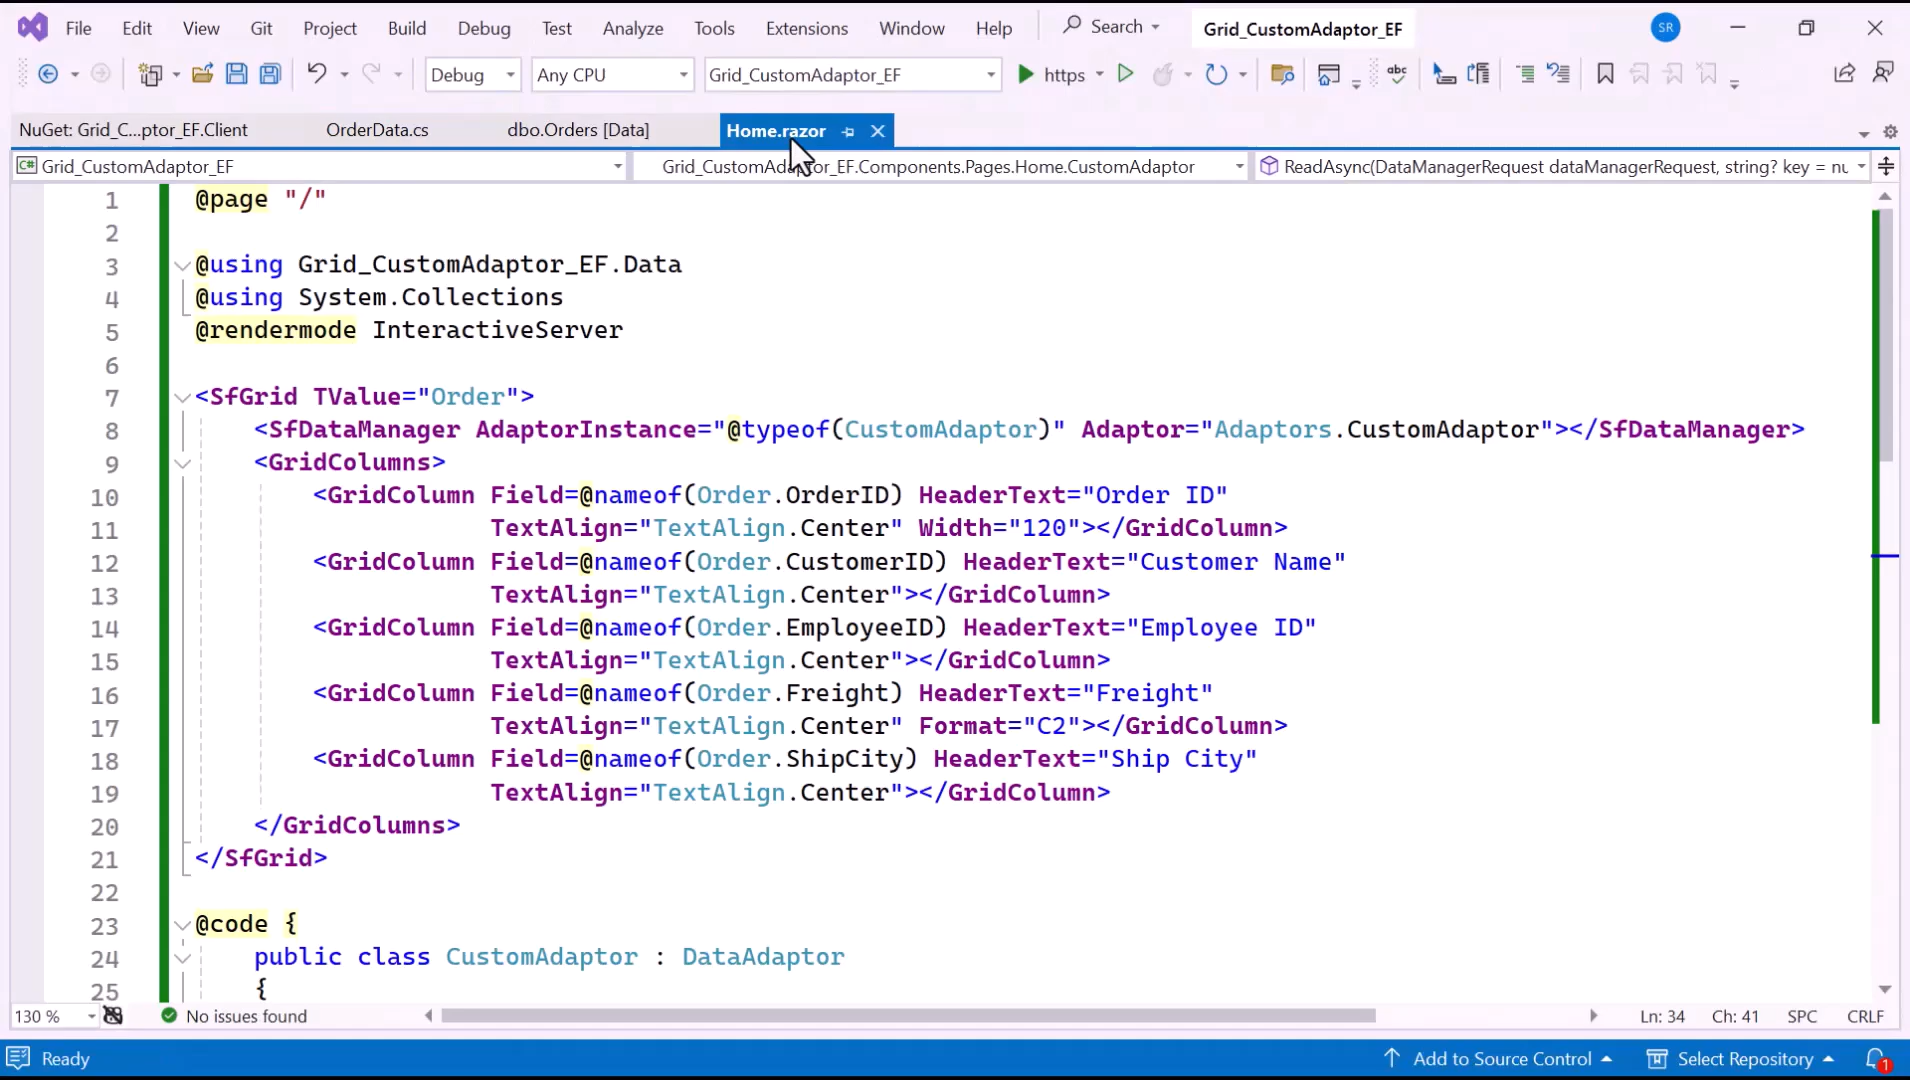 File Edit View Git Project Build Debug Test Analyze Tools Extensions Window Help Search Grid_CustomAdaptor_EF SR
Debug Any CPU Grid_CustomAdaptor_EF https abc
NuGet: Grid_C...ptor_EF.Client OrderData.cs dbo.Orders [Data] Home.razor
C# Grid_CustomAdaptor_EF Grid_CustomAdaptor_EF.Components.Pages.Home.CustomAdaptor ReadAsync(DataManagerRequest dataManagerRequest, string? key = nu
1 @page "/"
2
3 @using Grid_CustomAdaptor_EF.Data
4 @using System.Collections
5 @rendermode InteractiveServer
6
7 <SfGrid TValue="Order">
8 <SfDataManager AdaptorInstance="@typeof(CustomAdaptor)" Adaptor="Adaptors.CustomAdaptor"></SfDataManager>
9 <GridColumns>
10 <GridColumn Field=@nameof(Order.OrderID) HeaderText="Order ID"
11 TextAlign="TextAlign.Center" Width="120"></GridColumn>
12 <GridColumn Field=@nameof(Order.CustomerID) HeaderText="Customer Name"
13 TextAlign="TextAlign.Center"></GridColumn>
14 <GridColumn Field=@nameof(Order.EmployeeID) HeaderText="Employee ID"
15 TextAlign="TextAlign.Center"></GridColumn>
16 <GridColumn Field=@nameof(Order.Freight) HeaderText="Freight"
17 TextAlign="TextAlign.Center" Format="C2"></GridColumn>
18 <GridColumn Field=@nameof(Order.ShipCity) HeaderText="Ship City"
19 TextAlign="TextAlign.Center"></GridColumn>
20 </GridColumns>
21 </SfGrid>
22
23 @code {
24 public class CustomAdaptor : DataAdaptor
25 {
130 % No issues found Ln: 34 Ch: 41 SPC CRLF
Ready Add to Source Control Select Repository 1